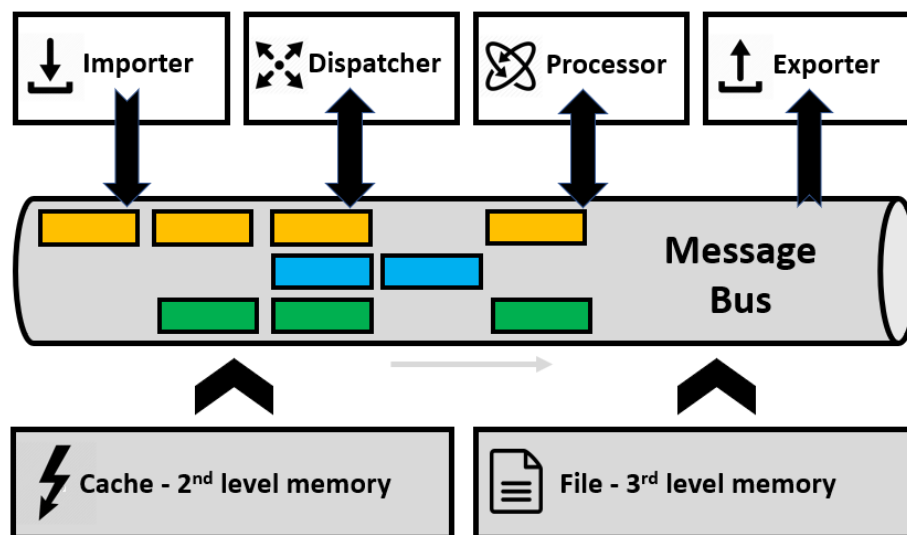 Importer
Dispatcher
Processor
Exporter
Message
Bus
Cache - 2nd level memory
File - 3rd level memory